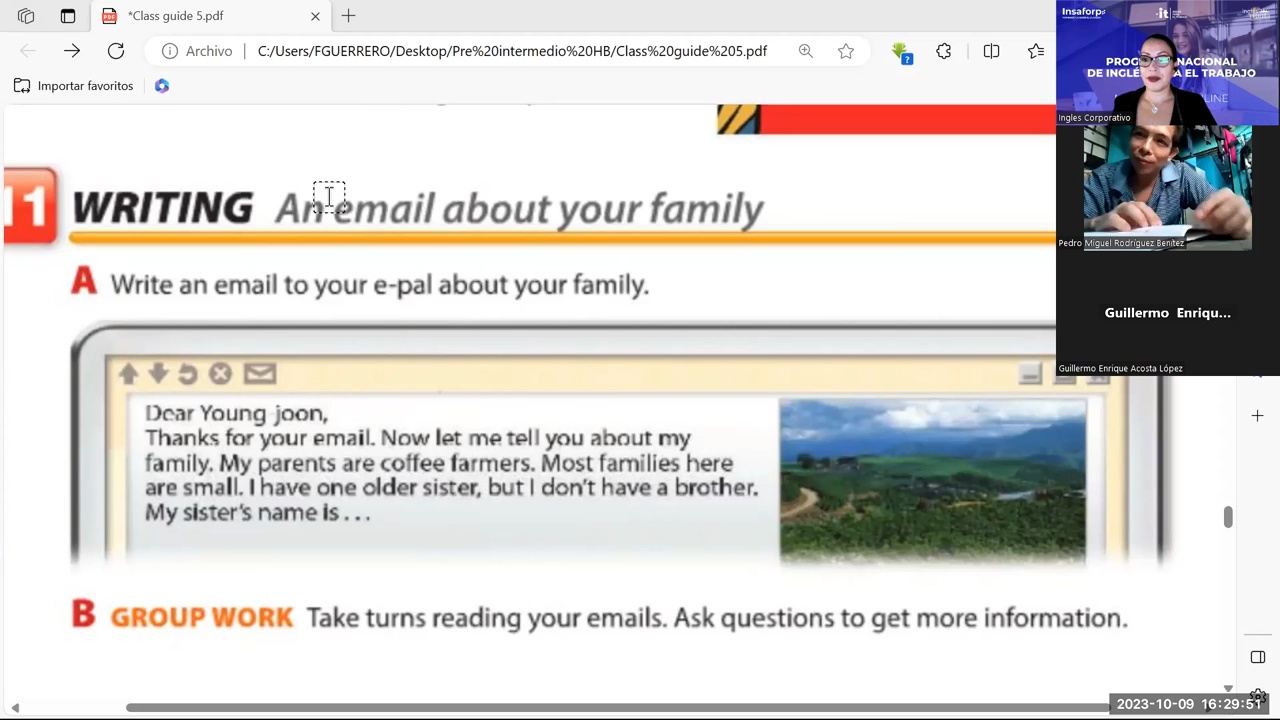 *Class guide 5.pdf
Archivo
C:/Users/FGUERRERO/Desktop/Pre%20intermedio%20HB/Class%20guide%205.pdf
Importar favoritos
11 WRITING An email about your family
A Write an email to your e-pal about your family.
Dear Young-joon,
Thanks for your email. Now let me tell you about my
family. My parents are coffee farmers. Most families here
are small. I have one older sister, but I don't have a brother.
My sister's name is . . .
B GROUP WORK Take turns reading your emails. Ask questions to get more information.
Insaforp
it
NACIONAL
DE A EL TRABAJO
Ingles Corporativo
Pedro Miguel Rodríguez Benítez
Guillermo Enriqu...
Guillermo Enrique Acosta López
2023-10-09 16:29:51